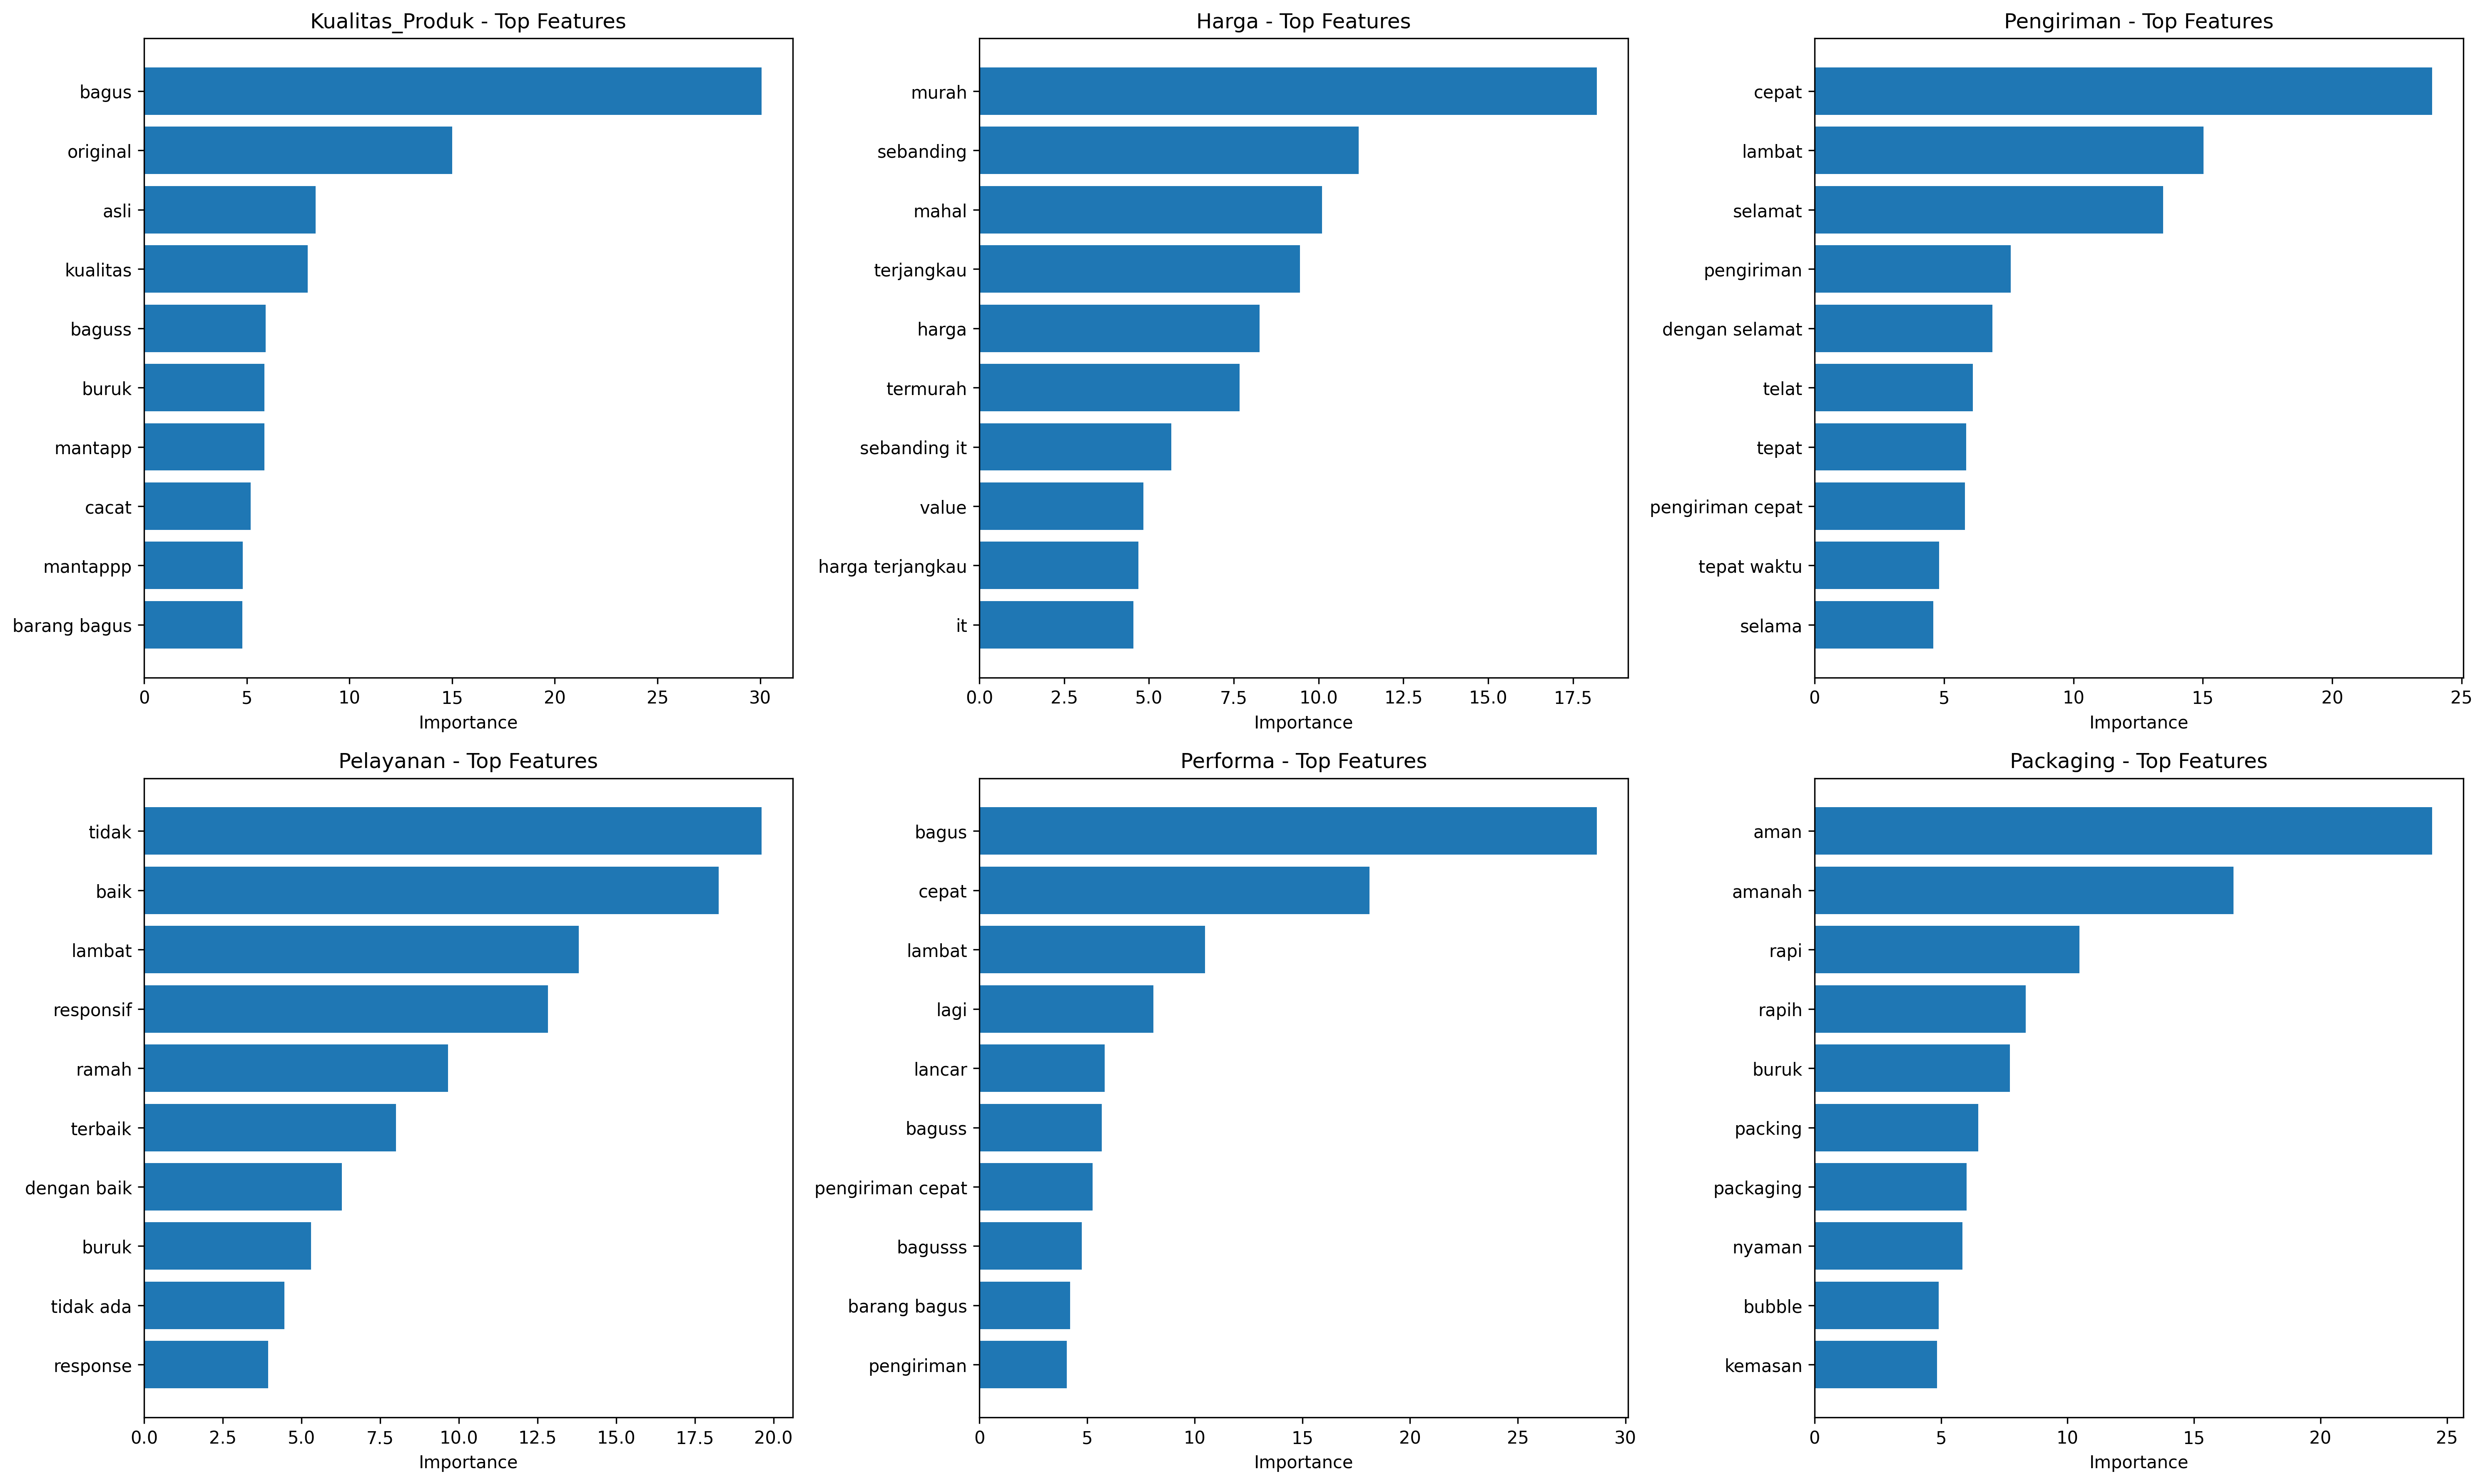 Kualitas_Produk - Top Features
bagus
original
asli
kualitas
baguss
buruk
mantapp
cacat
mantappp
barang bagus
0 5 10 15 20 25 30
Importance
Harga - Top Features
murah
sebanding
mahal
terjangkau
harga
termurah
sebanding it
value
harga terjangkau
it
0.0 2.5 5.0 7.5 10.0 12.5 15.0 17.5
Importance
Pengiriman - Top Features
cepat
lambat
selamat
pengiriman
dengan selamat
telat
tepat
pengiriman cepat
tepat waktu
selama
0 5 10 15 20 25
Importance
Pelayanan - Top Features
tidak
baik
lambat
responsif
ramah
terbaik
dengan baik
buruk
tidak ada
response
0.0 2.5 5.0 7.5 10.0 12.5 15.0 17.5 20.0
Importance
Performa - Top Features
bagus
cepat
lambat
lagi
lancar
baguss
pengiriman cepat
bagusss
barang bagus
pengiriman
0 5 10 15 20 25 30
Importance
Packaging - Top Features
aman
amanah
rapi
rapih
buruk
packing
packaging
nyaman
bubble
kemasan
0 5 10 15 20 25
Importance